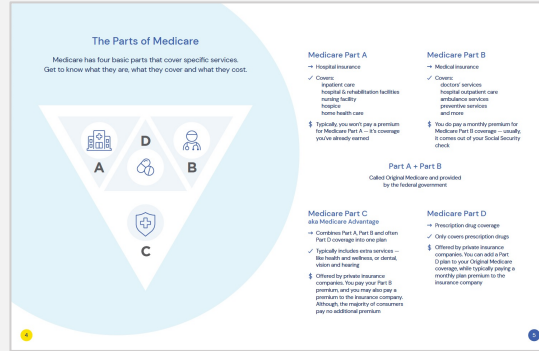 The Parts of Medicare
Medicare has four basic parts that cover specific services.
Get to know what they are, what they cover and what they cost.
A
D
B
C
4
Medicare Part A
→ Hospital insurance
✓ Covers:
inpatient care
hospital & rehabilitation facilities
nursing facility
hospice
home health care
$ Typically, you won't pay a premium
for Medicare Part A — it's coverage
you've already earned
Medicare Part B
→ Medical insurance
✓ Covers:
doctors' services
hospital outpatient care
ambulance services
preventive services
and more
$ You do pay a monthly premium for
Medicare Part B coverage — usually,
it comes out of your Social Security
check
Part A + Part B
Called Original Medicare and provided
by the federal government
Medicare Part C
aka Medicare Advantage
→ Combines Part A, Part B and often
Part D coverage into one plan
✓ Typically includes extra services —
like health and wellness, or dental,
vision and hearing
$ Offered by private insurance
companies. You pay your Part B
premium, and you may also pay a
premium to the insurance company.
Although, the majority of consumers
pay no additional premium
Medicare Part D
→ Prescription drug coverage
✓ Only covers prescription drugs
$ Offered by private insurance
companies. You can add a Part
D plan to your Original Medicare
coverage, while typically paying a
monthly plan premium to the
insurance company
5